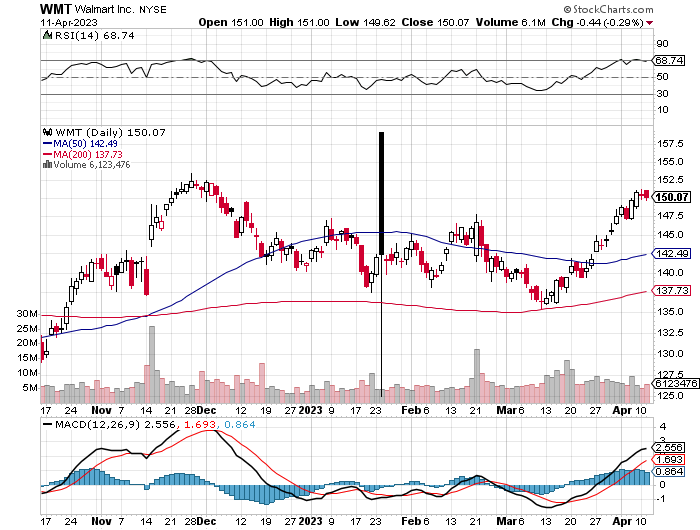 WMT Walmart Inc. NYSE © StockCharts.com
11-Apr-2023 Open 151.00 High 151.00 Low 149.62 Close 150.07 Volume 6.1M Chg -0.44 (-0.29%)
RSI(14) 68.74
90
68.74
50
30
10
WMT (Daily) 150.07
MA(50) 142.49
MA(200) 137.73
Volume 6,123,476
157.5
155.0
152.5
150.07
147.5
145.0
142.49
140.0
137.73
135.0
132.5
130.0
127.5
6123476
125.0
30M
25M
20M
15M
10M
5M
17 24 Nov 7 14 21 28 Dec 12 19 27 2023 9 17 23 Feb 6 13 21 Mar 6 13 20 27 Apr 10
MACD(12,26,9) 2.556, 1.693, 0.864
4
3
2.556
1.693
0.864
0
-1
17 24 Nov 7 14 21 28 Dec 12 19 27 2023 9 17 23 Feb 6 13 21 Mar 6 13 20 27 Apr 10